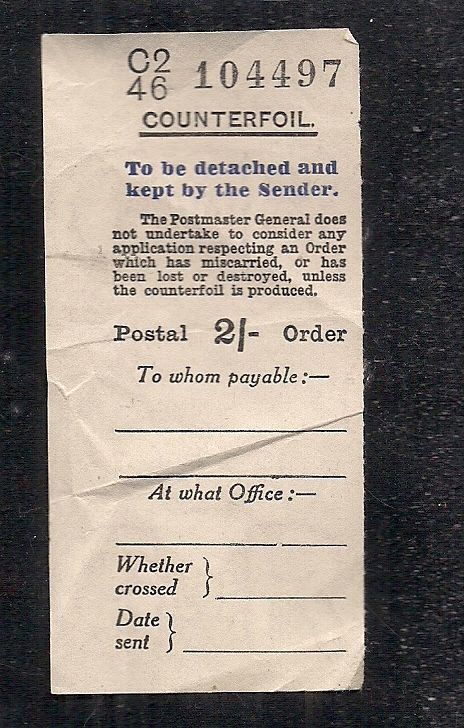 C2 104497
46
COUNTERFOIL.
To be detached and
kept by the Sender.
The Postmaster General does
not undertake to consider any
application respecting an Order
which has miscarried, or has
been lost or destroyed, unless
the counterfoil is produced.
Postal 2/- Order
To whom payable:—
At what Office:—
Whether
crossed
Date
sent